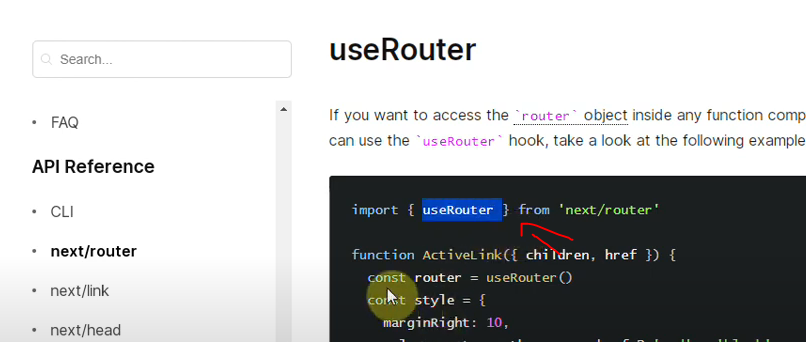 useRouter
Search...
If you want to access the `router` object inside any function comp
can use the `useRouter` hook, take a look at the following example
• FAQ
API Reference
• CLI
• next/router
• next/link
• next/head
import { useRouter } from 'next/router'
function ActiveLink({ children, href }) {
const router = useRouter()
const style = {
marginRight: 10,